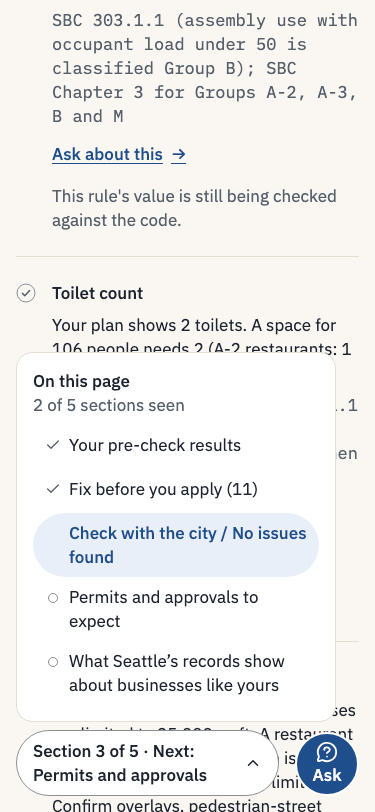 SBC 303.1.1 (assembly use with
occupant load under 50 is
classified Group B); SBC
Chapter 3 for Groups A-2, A-3,
B and M
Ask about this →
This rule's value is still being checked
against the code.
Toilet count
Your plan shows 2 toilets. A space for
106 people needs 2 (A-2 restaurants: 1
On this page
2 of 5 sections seen
Your pre-check results
Fix before you apply (11)
Check with the city / No issues
found
Permits and approvals to
expect
What Seattle’s records show
about businesses like yours
Section 3 of 5 · Next:
Permits and approvals
Ask
Confirm overlays, pedestrian-street